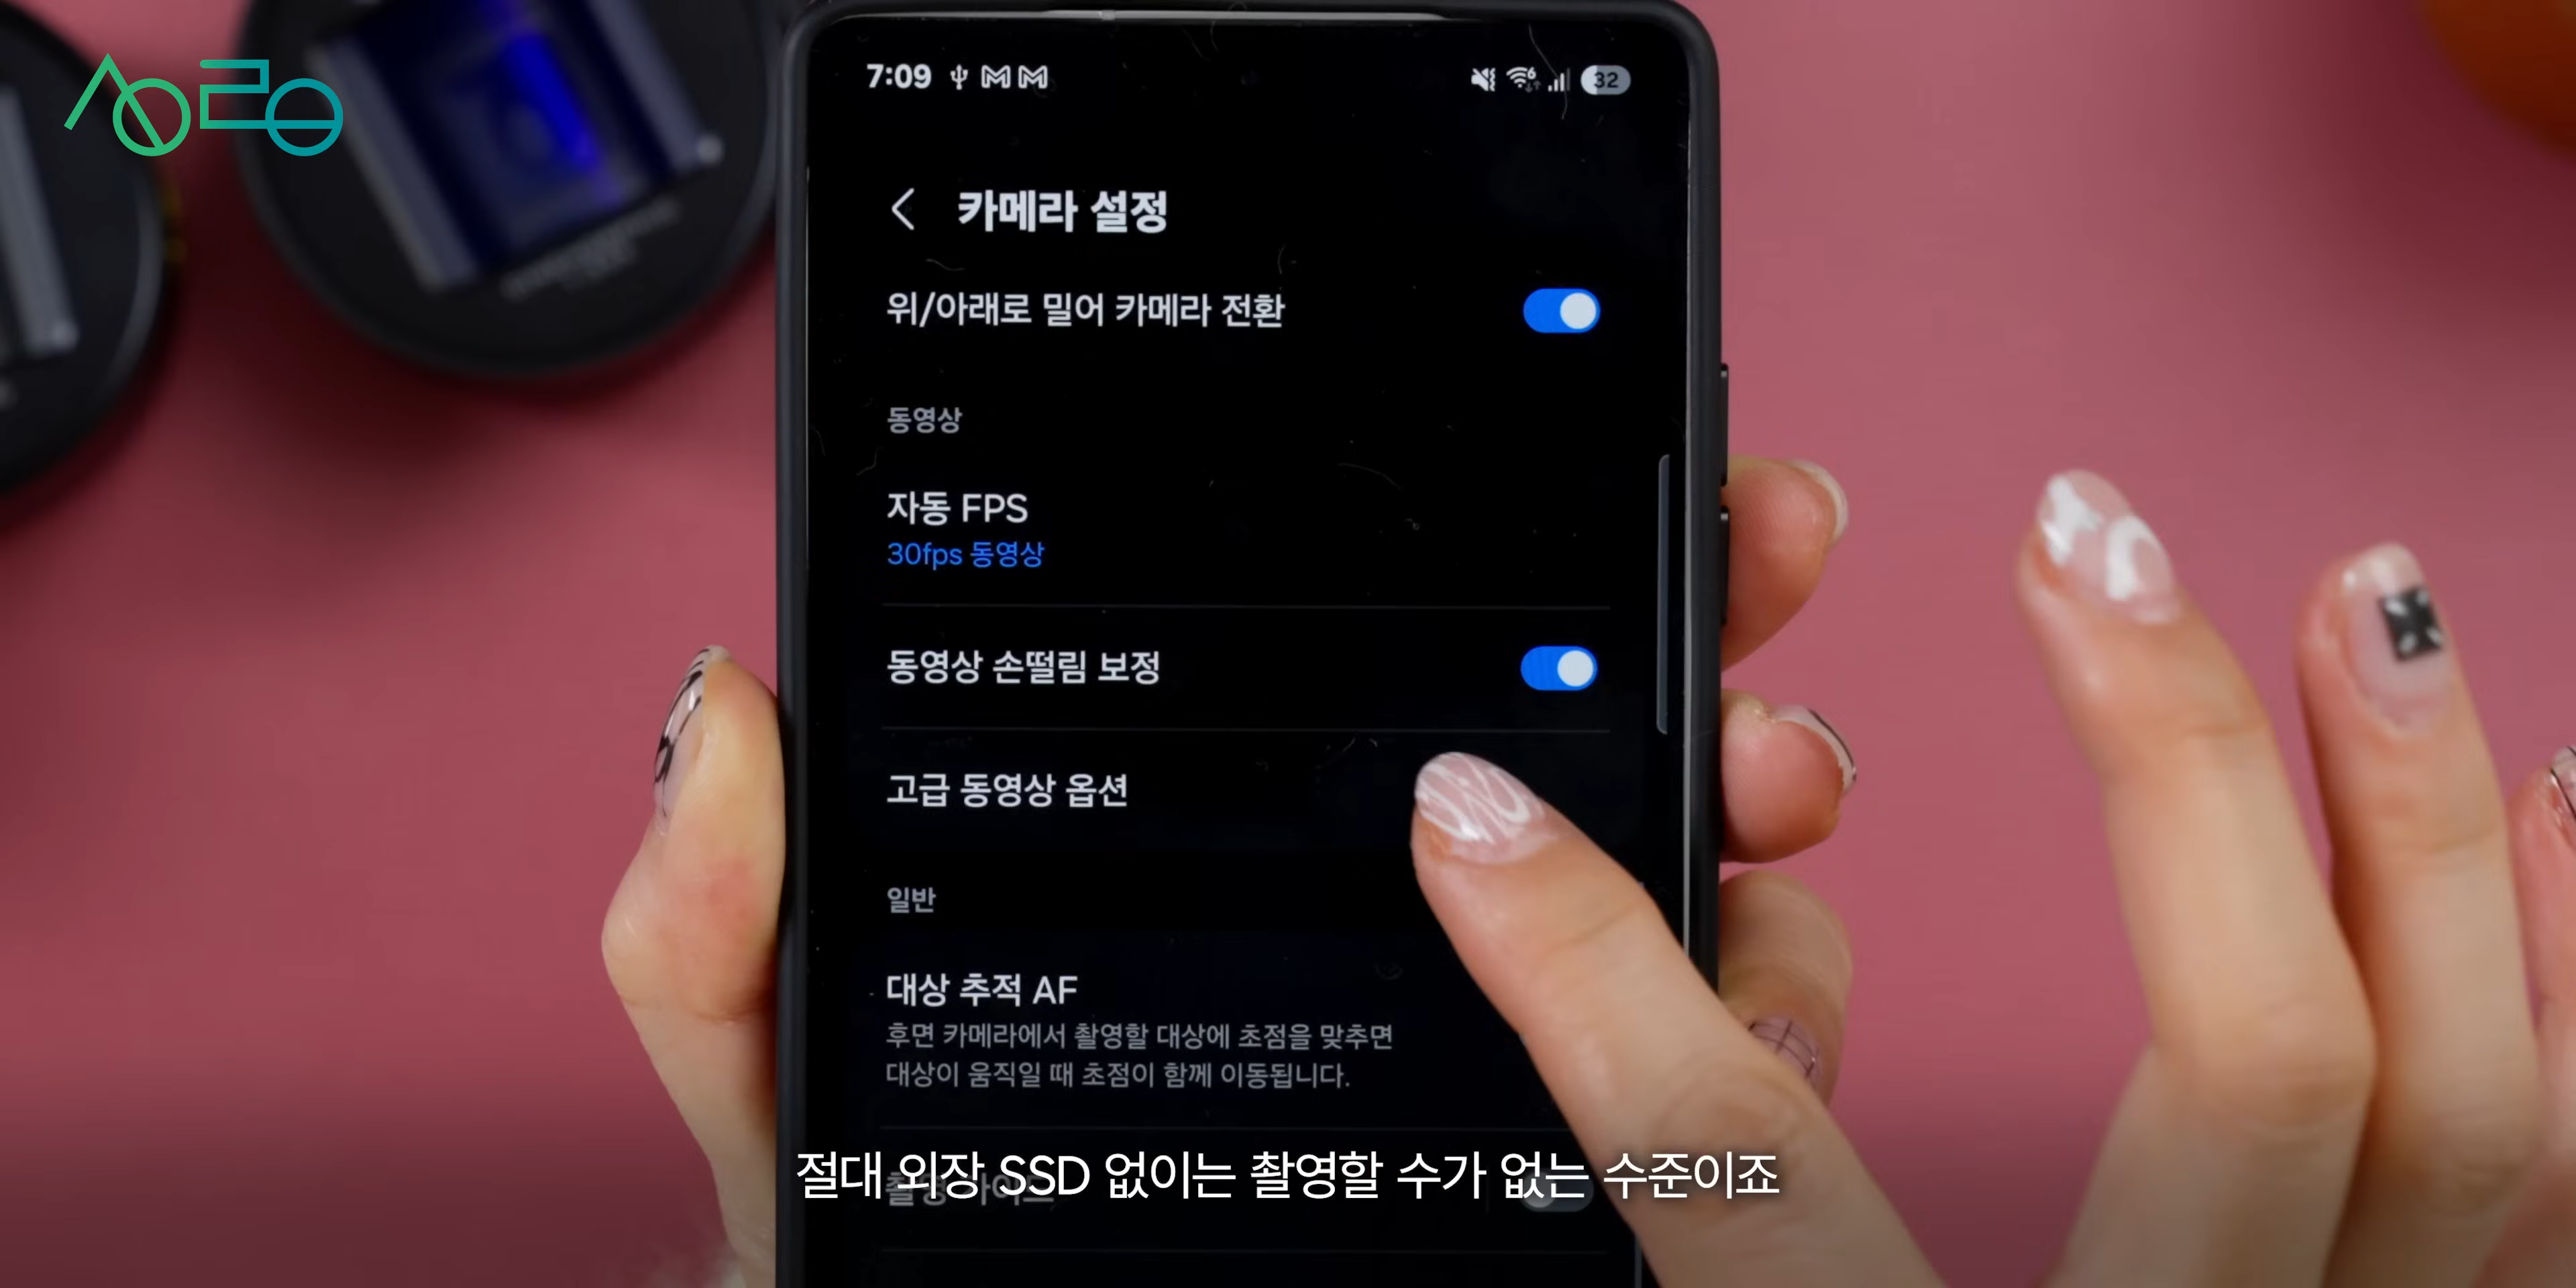 7:09
32
카메라 설정
위/아래로 밀어 카메라 전환
동영상
자동 FPS
30fps 동영상
동영상 손떨림 보정
고급 동영상 옵션
일반
대상 추적 AF
후면 카메라에서 촬영할 대상에 초점을 맞추면
대상이 움직일 때 초점이 함께 이동됩니다.
절대 외장 SSD 없이는 촬영할 수가 없는 수준이죠